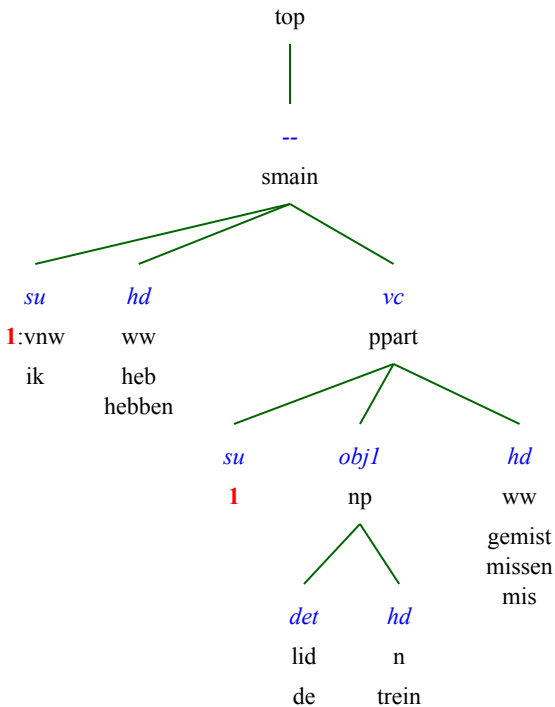 top
--
smain
su hd vc
1:vnw ww ppart
ik heb
hebben
su obj1 hd
1 np ww
gemist
missen
mis
det hd
lid n
de trein